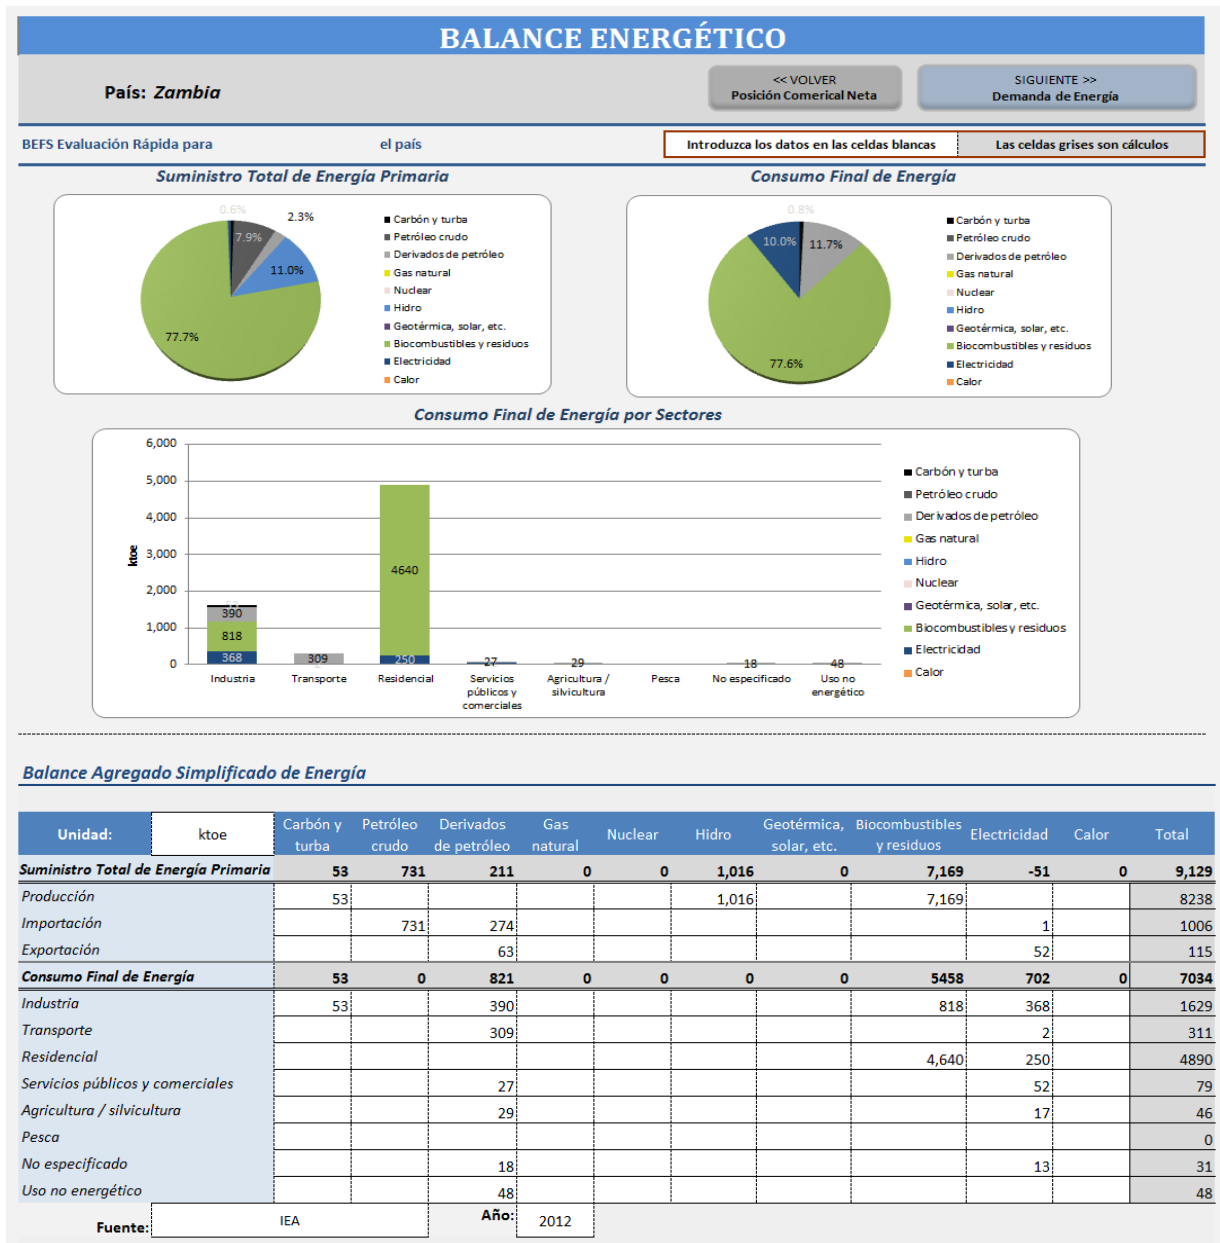 BALANCE ENERGÉTICO
País: Zambia
<< VOLVER
Posición Comerical Neta
SIGUIENTE >>
Demanda de Energía
BEFS Evaluación Rápida para el país
Introduzca los datos en las celdas blancas
Las celdas grises son cálculos
Suministro Total de Energía Primaria
0.6%
2.3%
7.9%
11.0%
77.7%
Carbón y turba
Petróleo crudo
Derivados de petróleo
Gas natural
Nuclear
Hidro
Geotérmica, solar, etc.
Biocombustibles y residuos
Electricidad
Calor
Consumo Final de Energía
0.8%
10.0%
11.7%
77.6%
Carbón y turba
Petróleo crudo
Derivados de petróleo
Gas natural
Nuclear
Hidro
Geotérmica, solar, etc.
Biocombustibles y residuos
Electricidad
Calor
Consumo Final de Energía por Sectores
6,000
5,000
4,000
3,000
2,000
1,000
0
ktoe
53
390
818
368
309
4640
250
27
29
18
48
Industria
Transporte
Residencial
Servicios
públicos y
comerciales
Agricultura /
silvicultura
Pesca
No especificado
Uso no
energético
Carbón y turba
Petróleo crudo
Derivados de petróleo
Gas natural
Hidro
Nuclear
Geotérmica, solar, etc.
Biocombustibles y residuos
Electricidad
Calor
Balance Agregado Simplificado de Energía
Unidad: ktoe Carbón y turba Petróleo crudo Derivados de petróleo Gas natural Nuclear Hidro Geotérmica, solar, etc. Biocombustibles y residuos Electricidad Calor Total
Suministro Total de Energía Primaria 53 731 211 0 0 1,016 0 7,169 -51 0 9,129
Producción 53 1,016 7,169 8238
Importación 731 274 1 1006
Exportación 63 52 115
Consumo Final de Energía 53 0 821 0 0 0 0 5458 702 0 7034
Industria 53 390 818 368 1629
Transporte 309 2 311
Residencial 4,640 250 4890
Servicios públicos y comerciales 27 52 79
Agricultura / silvicultura 29 17 46
Pesca 0
No especificado 18 13 31
Uso no energético 48 48
Fuente: IEA Año: 2012